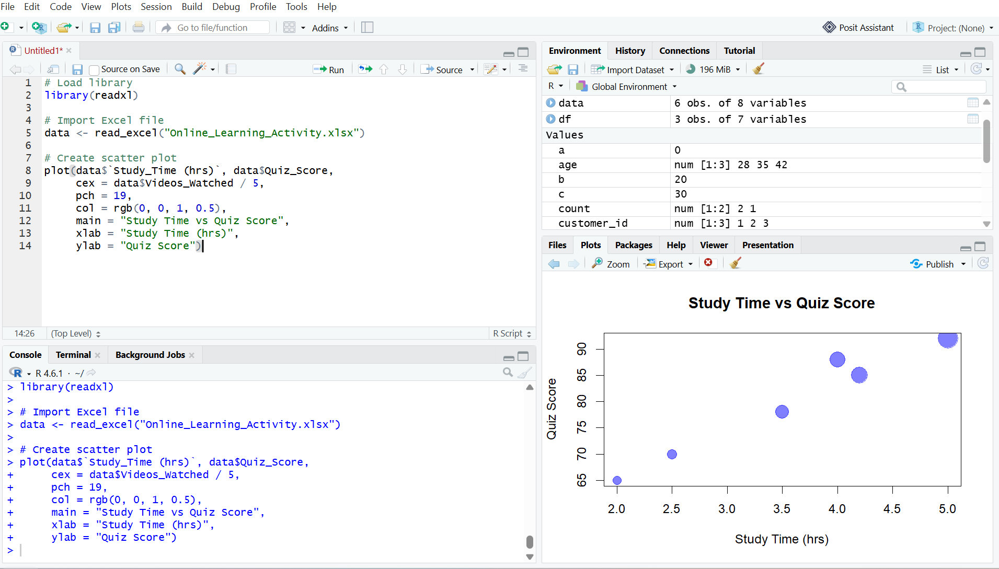 File Edit Code View Plots Session Build Debug Profile Tools Help
Go to file/function Addins Posit Assistant Project: (None)
Untitled1*
Source on Save Run Source
1 # Load library
2 library(readxl)
3
4 # Import Excel file
5 data <- read_excel("Online_Learning_Activity.xlsx")
6
7 # Create scatter plot
8 plot(data$`Study_Time (hrs)`, data$Quiz_Score,
9 cex = data$Videos_Watched / 5,
10 pch = 19,
11 col = rgb(0, 0, 1, 0.5),
12 main = "Study Time vs Quiz Score",
13 xlab = "Study Time (hrs)",
14 ylab = "Quiz Score")
14:26 (Top Level) R Script
Console Terminal Background Jobs
R R 4.6.1 · ~/
> library(readxl)
>
> # Import Excel file
> data <- read_excel("Online_Learning_Activity.xlsx")
>
> # Create scatter plot
> plot(data$`Study_Time (hrs)`, data$Quiz_Score,
+ cex = data$Videos_Watched / 5,
+ pch = 19,
+ col = rgb(0, 0, 1, 0.5),
+ main = "Study Time vs Quiz Score",
+ xlab = "Study Time (hrs)",
+ ylab = "Quiz Score")
>
Environment History Connections Tutorial
Import Dataset 196 MiB List
R Global Environment
data 6 obs. of 8 variables
df 3 obs. of 7 variables
Values
a 0
age num [1:3] 28 35 42
b 20
c 30
count num [1:2] 2 1
customer_id num [1:3] 1 2 3
Files Plots Packages Help Viewer Presentation
Zoom Export Publish
Study Time vs Quiz Score
Quiz Score
90
85
80
75
70
65
2.0 2.5 3.0 3.5 4.0 4.5 5.0
Study Time (hrs)